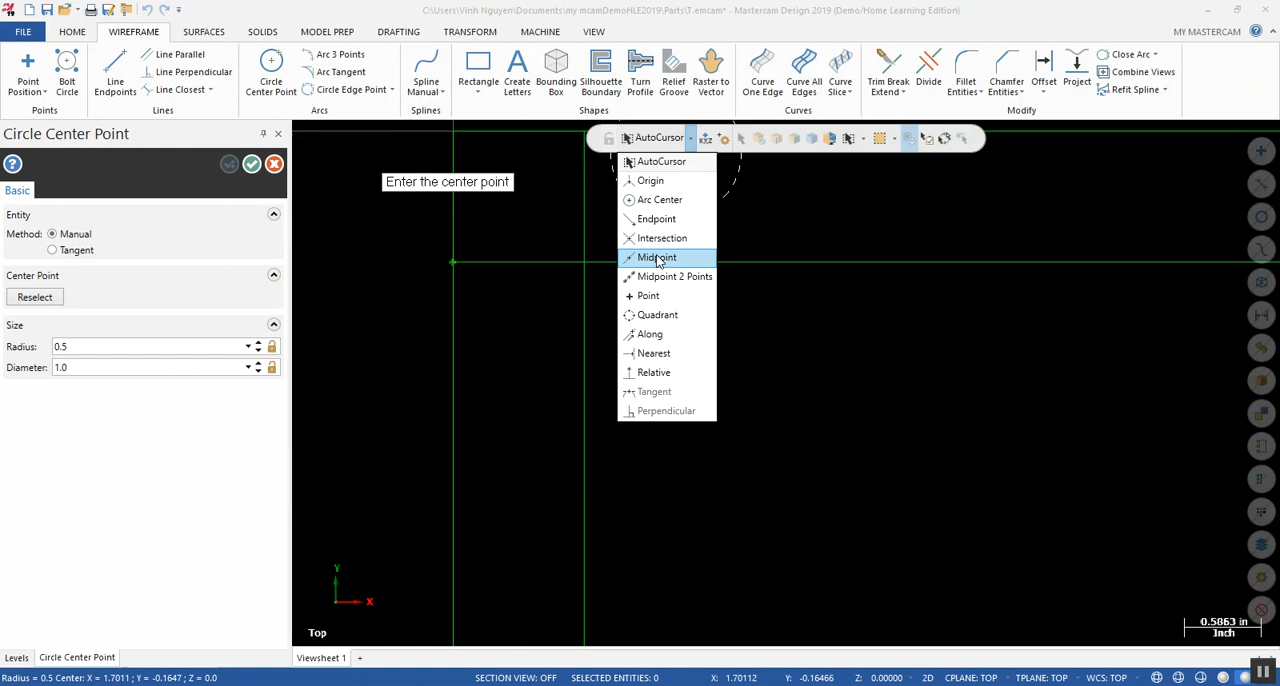 C:\Users\Vinh Nguyen\Documents\my mcamDemoHLE2019\Parts\T.emcam* - Mastercam Design 2019 (Demo/Home Learning Edition)
FILE HOME WIREFRAME SURFACES SOLIDS MODEL PREP DRAFTING TRANSFORM MACHINE VIEW MY MASTERCAM
Point Position
Bolt Circle
Points
Line Endpoints
Line Parallel
Line Perpendicular
Line Closest
Lines
Circle Center Point
Arc 3 Points
Arc Tangent
Circle Edge Point
Arcs
Spline Manual
Splines
Rectangle
Create Letters
Bounding Box
Silhouette Boundary
Turn Profile
Relief Groove
Raster to Vector
Shapes
Curve One Edge
Curve All Edges
Curve Slice
Curves
Trim Break Extend
Divide
Fillet Entities
Chamfer Entities
Offset
Project
Close Arc
Combine Views
Refit Spline
Modify
Circle Center Point
Basic
Entity
Method: Manual
Tangent
Center Point
Reselect
Size
Radius: 0.5
Diameter: 1.0
Enter the center point
AutoCursor
AutoCursor
Origin
Arc Center
Endpoint
Intersection
Midpoint
Midpoint 2 Points
Point
Quadrant
Along
Nearest
Relative
Tangent
Perpendicular
Y
X
Top
0.5863 in
Inch
Levels Circle Center Point Viewsheet 1 +
Radius = 0.5 Center: X = 1.7011; Y = -0.1647; Z = 0.0 SECTION VIEW: OFF SELECTED ENTITIES: 0 X: 1.70112 Y: -0.16466 Z: 0.00000 2D CPLANE: TOP TPLANE: TOP WCS: TOP